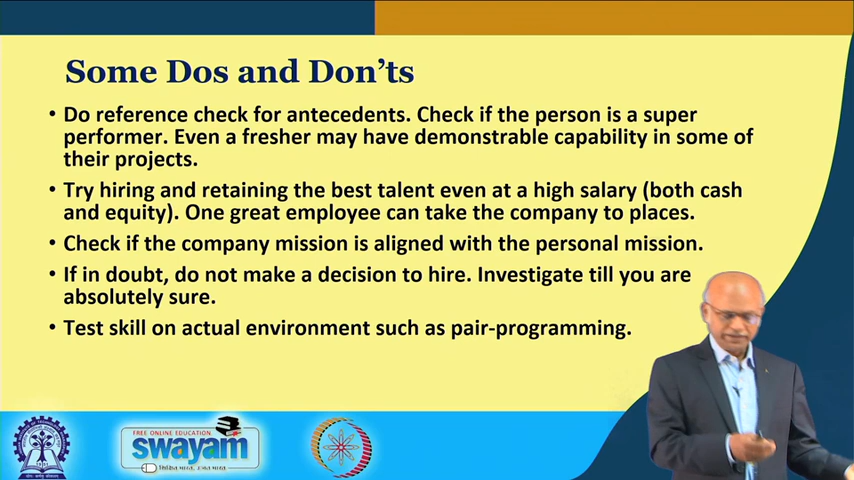 Some Dos and Don'ts
• Do reference check for antecedents. Check if the person is a super
performer. Even a fresher may have demonstrable capability in some of
their projects.
• Try hiring and retaining the best talent even at a high salary (both cash
and equity). One great employee can take the company to places.
• Check if the company mission is aligned with the personal mission.
• If in doubt, do not make a decision to hire. Investigate till you are
absolutely sure.
• Test skill on actual environment such as pair-programming.
FREE ONLINE EDUCATION
swayam
शिक्षित भारत, उन्नत भारत